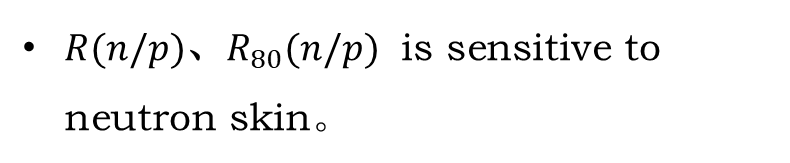 • R(n/p)、R₈₀(n/p) is sensitive to
neutron skin。